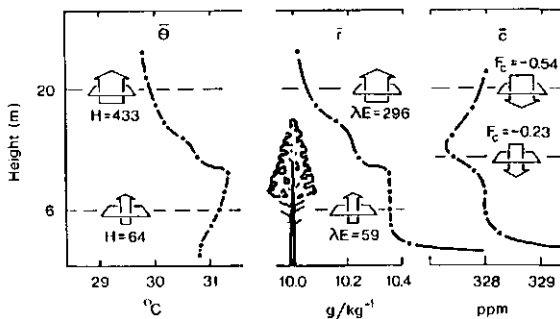 Θ̄ r̄ c̄
Height (m)
20
6
H=433
H=64
λE=296
λE=59
F_c=-0.54
F_c=-0.23
29 30 31
°C
10.0 10.2 10.4
g/kg⁻¹
328 329
ppm